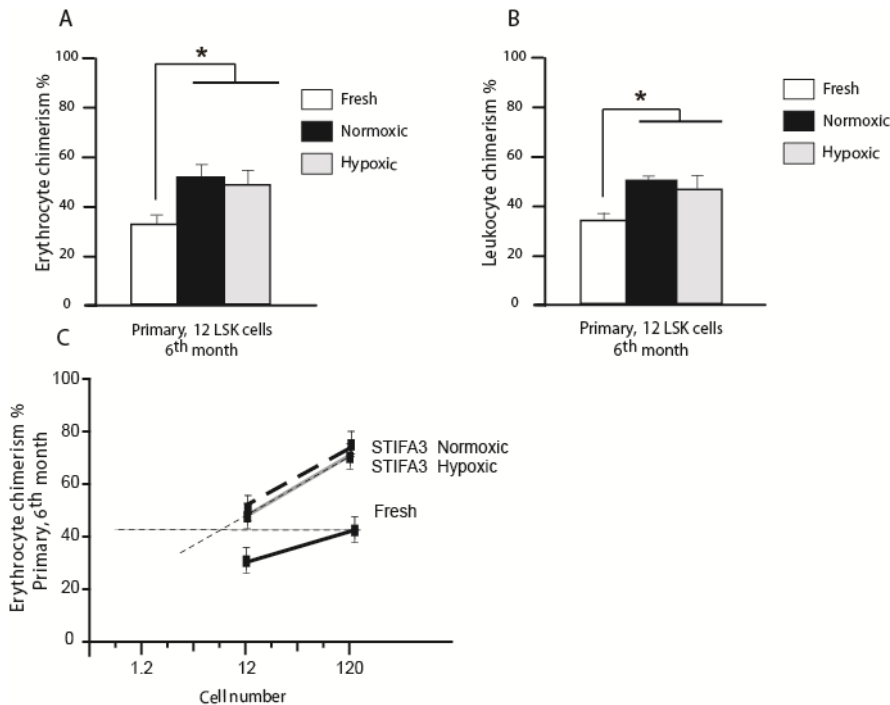 A
Erythrocyte chimerism %
100
80
60
40
20
0
*
Fresh
Normoxic
Hypoxic
Primary, 12 LSK cells
6th month
B
Leukocyte chimerism %
100
80
60
40
20
0
*
Fresh
Normoxic
Hypoxic
Primary, 12 LSK cells
6th month
C
Erythrocyte chimerism %
Primary, 6th month
100
80
60
40
20
0
STIFA3 Normoxic
STIFA3 Hypoxic
Fresh
1.2
12
120
Cell number